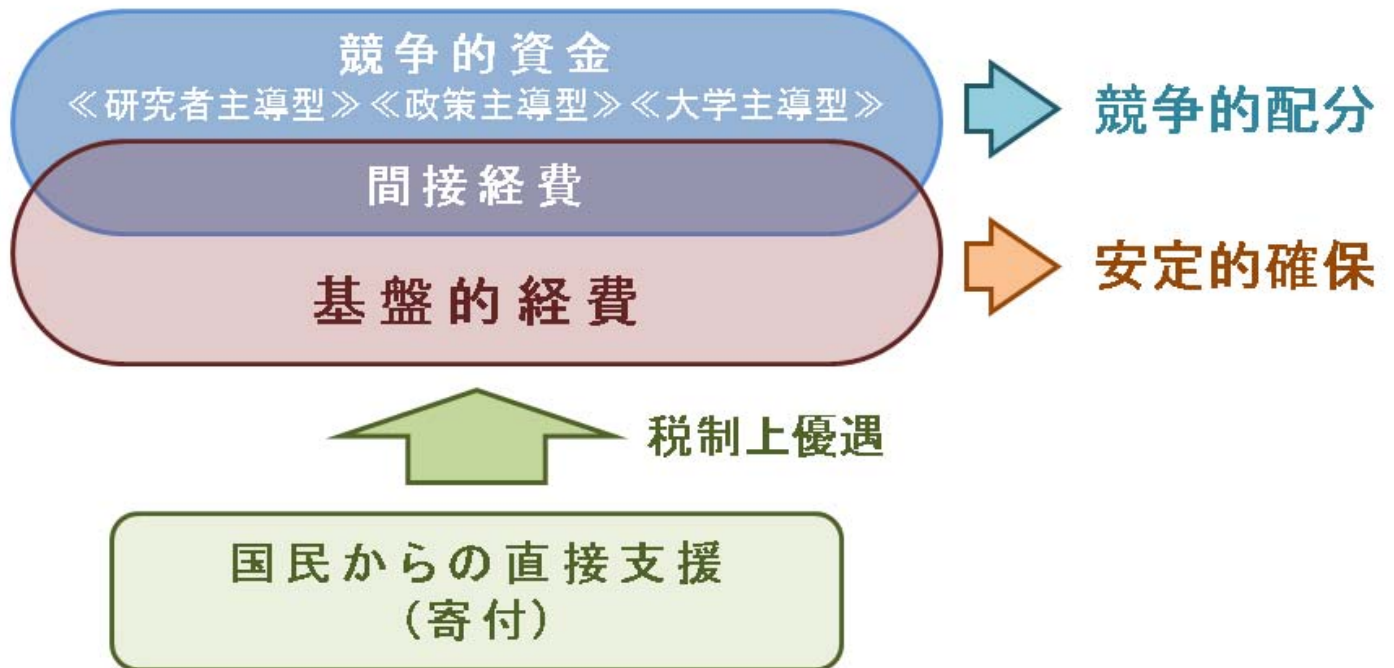 競争的資金
≪研究者主導型≫≪政策主導型≫≪大学主導型≫
競争的配分
間接経費
安定的確保
基盤的経費
税制上優遇
国民からの直接支援
(寄付)